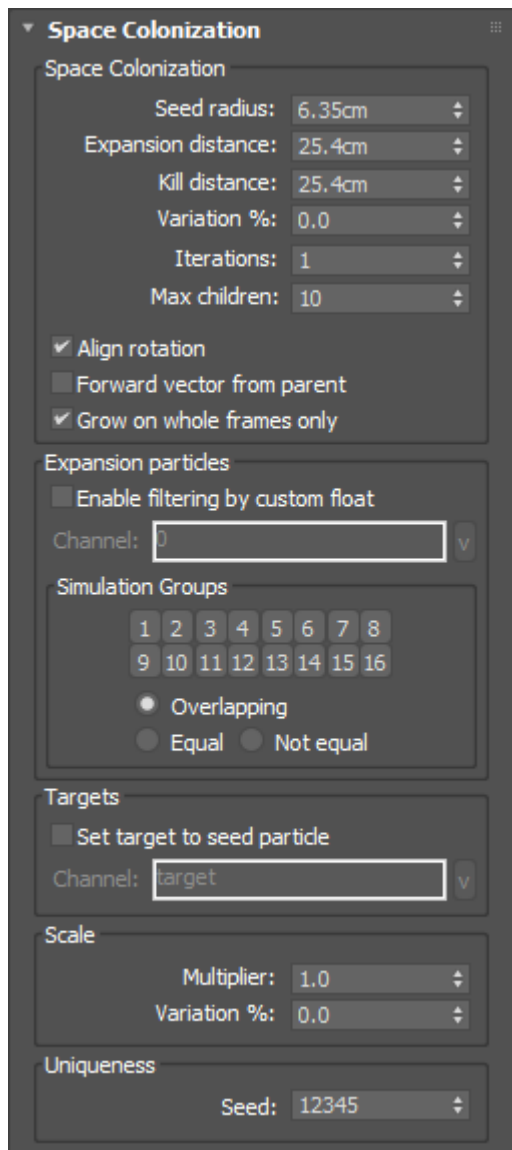 Space Colonization
Space Colonization
Seed radius: 6.35cm
Expansion distance: 25.4cm
Kill distance: 25.4cm
Variation %: 0.0
Iterations: 1
Max children: 10
Align rotation
Forward vector from parent
Grow on whole frames only
Expansion particles
Enable filtering by custom float
Channel: 0 v
Simulation Groups
1 2 3 4 5 6 7 8
9 10 11 12 13 14 15 16
Overlapping
Equal Not equal
Targets
Set target to seed particle
Channel: target v
Scale
Multiplier: 1.0
Variation %: 0.0
Uniqueness
Seed: 12345